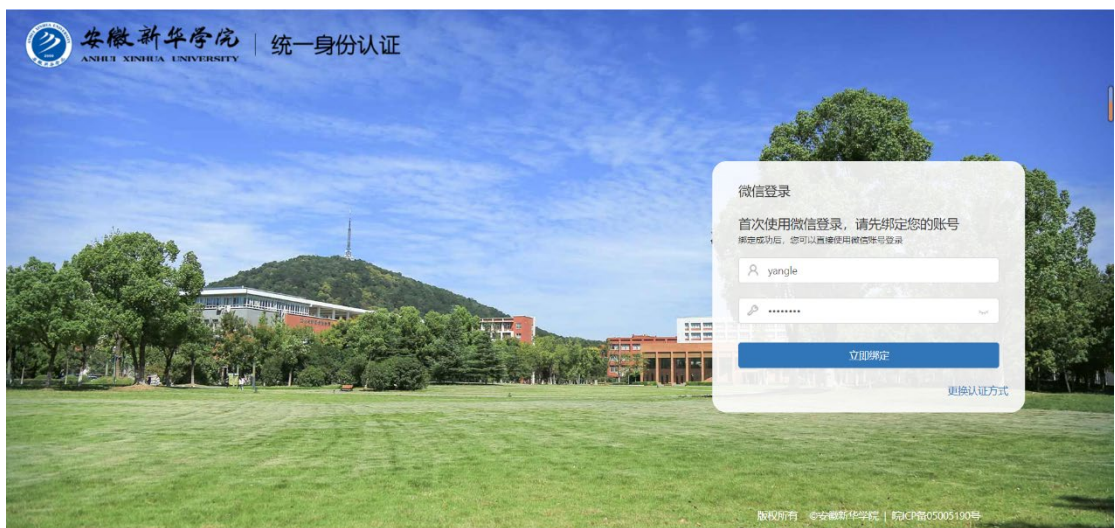 安徽新华学院 统一身份认证
ANHUI XINHUA UNIVERSITY
微信登录
首次使用微信登录，请先绑定您的账号
绑定成功后，您可以直接使用微信账号登录
yangle
••••••••
立即绑定
更换认证方式
版权所有 ©安徽新华学院 | 皖ICP备05005190号